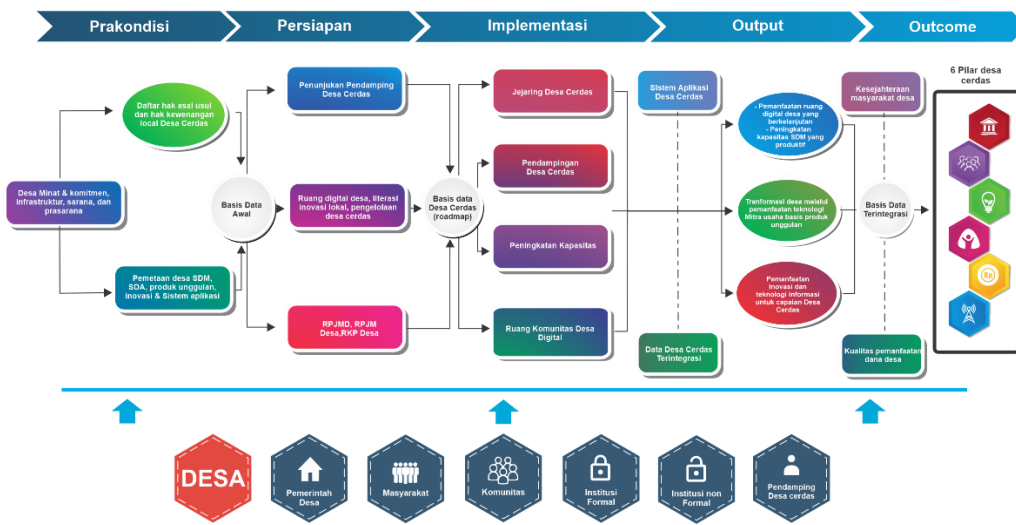 Prakondisi
Persiapan
Implementasi
Output
Outcome
Daftar hak asal usul
dan hak kewenangan
local Desa Cerdas
Desa Minat & komitmen,
infrastruktur, sarana, dan
prasarana
Pemetaan desa SDM,
SDA, produk unggulan,
inovasi & Sistem aplikasi
Basis Data
Awal
Penunjukan Pendamping
Desa Cerdas
Ruang digital desa, literasi
inovasi lokal, pengelolaan
desa cerdas
RPJMD, RPJM
Desa,RKP Desa
Basis data
Desa Cerdas
(roadmap)
Jejaring Desa Cerdas
Pendampingan
Desa Cerdas
Peningkatan Kapasitas
Ruang Komunitas Desa
Digital
Sistem Aplikasi
Desa Cerdas
Data Desa Cerdas
Terintegrasi
- Pemanfaatan ruang
digital desa yang
berkelanjutan
- Peningkatan
kapasitas SDM yang
produktif
Tranformasi desa melalul
pemanfaatan teknologi
Mitra usaha basis produk
unggulan
Pemanfaatan
Inovasi dan
teknologi informasi
untuk capaian Desa
Cerdas
Kesejahteraan
masyarakat desa
Basis Data
Terintegrasi
Kualitas pemanfaatan
dana desa
6 Pilar desa
cerdas
Rp
DESA
Pemerintah
Desa
Masyarakat
Komunitas
Institusi
Formal
Institusi non
Formal
Pendamping
Desa cerdas